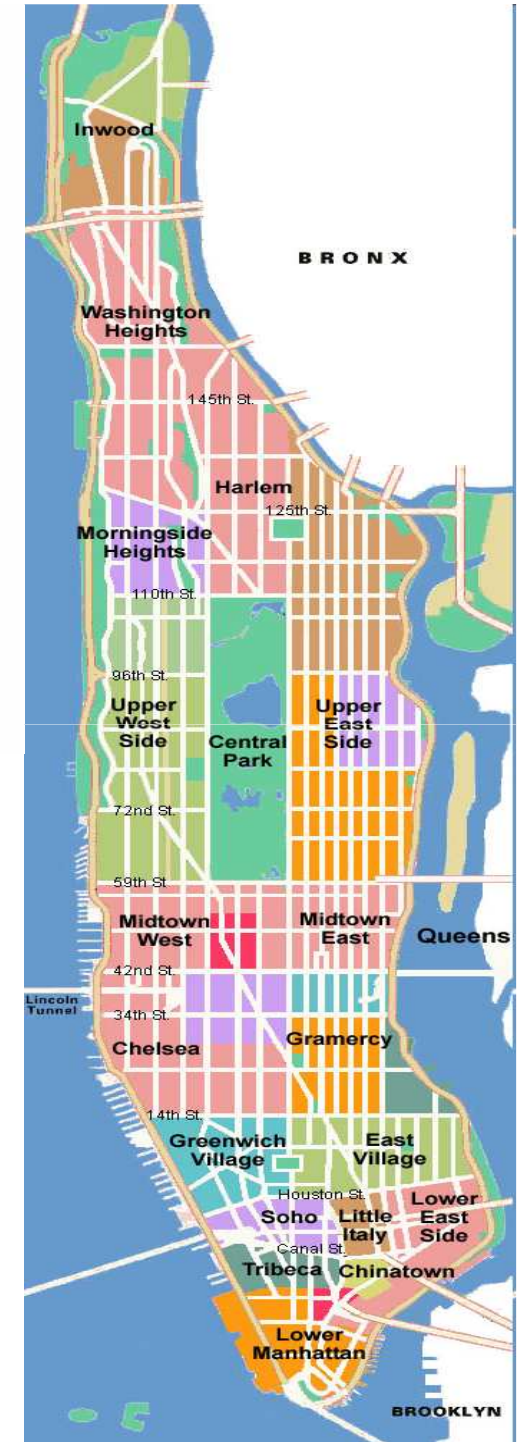 Inwood
BRONX
Washington
Heights
145th St.
Harlem
125th St.
Morningside
Heights
110th St.
96th St.
Upper
West
Side
Central
Park
Upper
East
Side
72nd St.
59th St
Midtown
West
Midtown
East
Queens
42nd St.
Lincoln
Tunnel
34th St.
Chelsea
Gramercy
14th St.
Greenwich
Village
East
Village
Houston St.
Soho
Little
Italy
Lower
East
Side
Canal St.
Tribeca
Chinatown
Lower
Manhattan
BROOKLYN